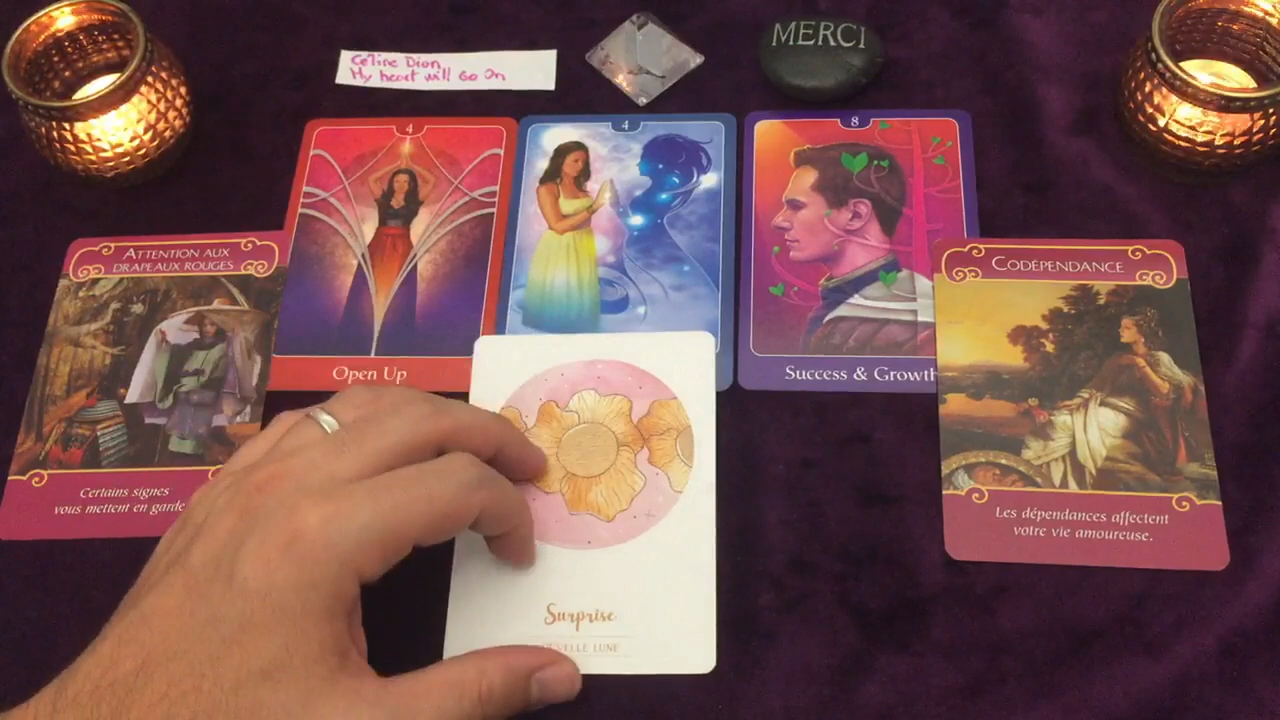 Céline Dion
My heart will Go On
MERCI
4
4
8
Open Up
Success & Growth
ATTENTION AUX
DRAPEAUX ROUGES
Certains signes
vous mettent en garde
CODÉPENDANCE
Les dépendances affectent
votre vie amoureuse.
Surprise
LUNE